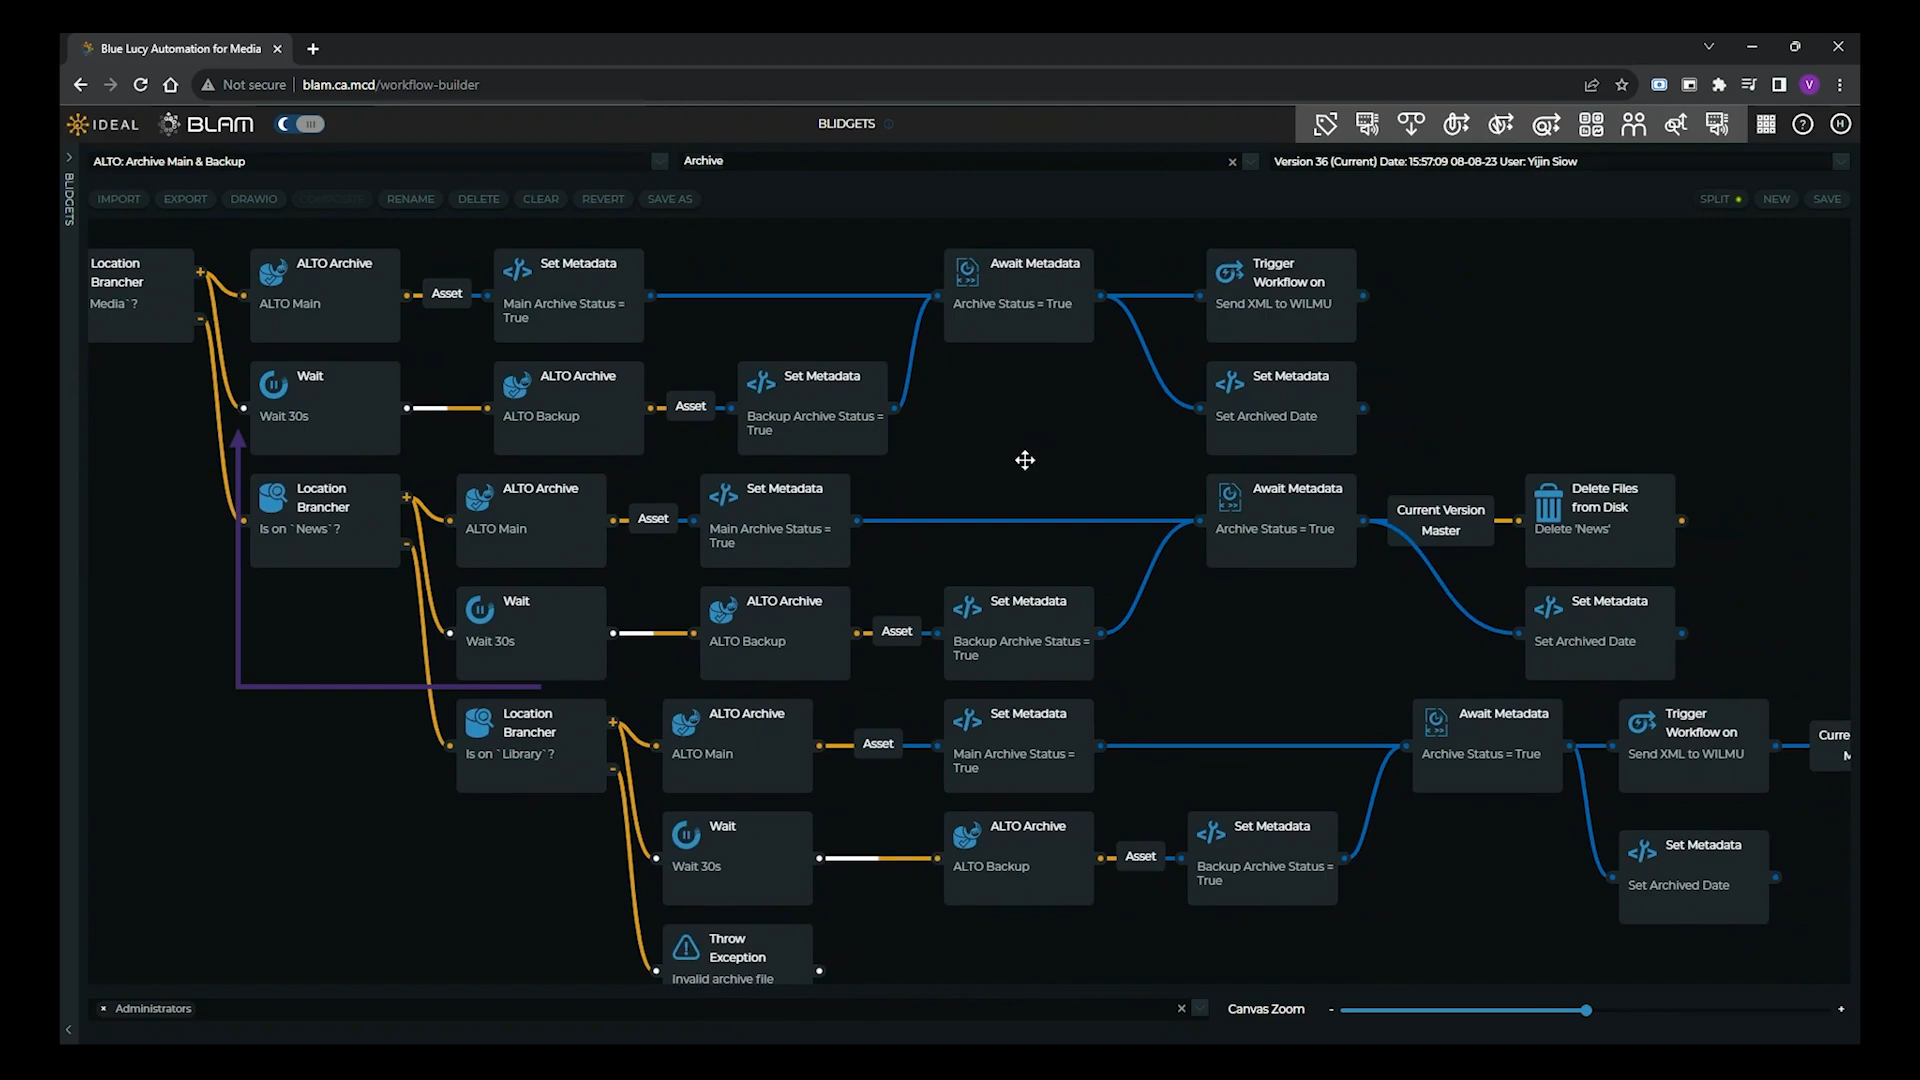 Blue Lucy Automation for Media
Not secure
blam.ca.mcd/workflow-builder
V
IDEAL
BLAM
BLIDGETS
H
BLIDGETS
ALTO: Archive Main & Backup
Archive
Version 36 (Current) Date: 15:57:09 08-08-23 User: Yijin Siow
IMPORT
EXPORT
DRAWIO
COMPOSITE
RENAME
DELETE
CLEAR
REVERT
SAVE AS
SPLIT
NEW
SAVE
Location
Brancher
Media`?
ALTO Archive
ALTO Main
Asset
Set Metadata
Main Archive Status =
True
Await Metadata
Archive Status = True
Trigger
Workflow on
Send XML to WILMU
Wait
Wait 30s
ALTO Archive
ALTO Backup
Asset
Set Metadata
Backup Archive Status =
True
Set Metadata
Set Archived Date
Location
Brancher
Is on `News`?
ALTO Archive
ALTO Main
Asset
Set Metadata
Main Archive Status =
True
Await Metadata
Archive Status = True
Current Version
Master
Delete Files
from Disk
Delete 'News'
Wait
Wait 30s
ALTO Archive
ALTO Backup
Asset
Set Metadata
Backup Archive Status =
True
Set Metadata
Set Archived Date
Location
Brancher
Is on `Library`?
ALTO Archive
ALTO Main
Asset
Set Metadata
Main Archive Status =
True
Await Metadata
Archive Status = True
Trigger
Workflow on
Send XML to WILMU
Curre
M
Wait
Wait 30s
ALTO Archive
ALTO Backup
Asset
Set Metadata
Backup Archive Status =
True
Set Metadata
Set Archived Date
Throw
Exception
Invalid archive file
Administrators
Canvas Zoom